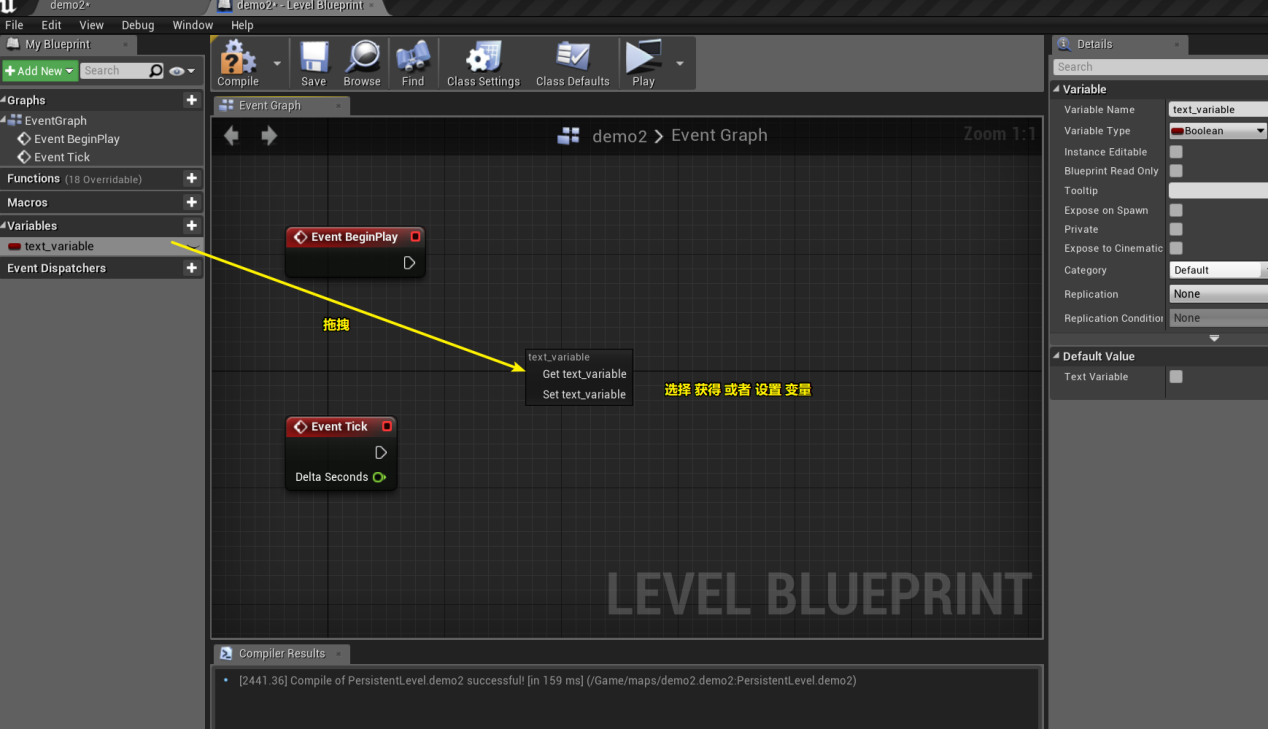 demo2*
demo2* - Level Blueprint
File Edit View Debug Window Help
My Blueprint
Add New
Search
Compile
Save
Browse
Find
Class Settings
Class Defaults
Play
Graphs
EventGraph
Event BeginPlay
Event Tick
Functions (18 Overridable)
Macros
Variables
text_variable
Event Dispatchers
Event Graph
demo2 > Event Graph
Zoom 1:1
Event BeginPlay
拖拽
text_variable
Get text_variable
Set text_variable
选择 获得 或者 设置 变量
Event Tick
Delta Seconds
LEVEL BLUEPRINT
Compiler Results
[2441.36] Compile of PersistentLevel.demo2 successful! [in 159 ms] (/Game/maps/demo2.demo2:PersistentLevel.demo2)
Details
Search
Variable
Variable Name text_variable
Variable Type Boolean
Instance Editable
Blueprint Read Only
Tooltip
Expose on Spawn
Private
Expose to Cinematic
Category Default
Replication None
Replication Condition None
Default Value
Text Variable